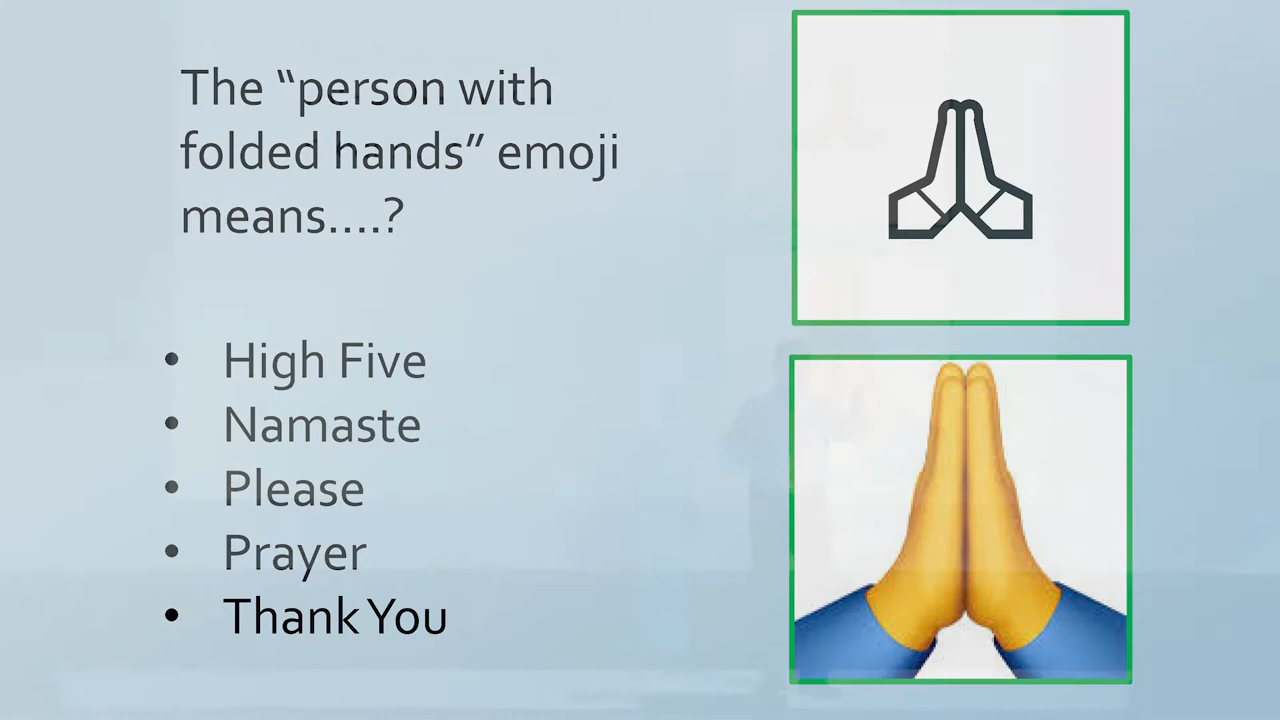 The “person with
folded hands” emoji
means....?
• High Five
• Namaste
• Please
• Prayer
• Thank You